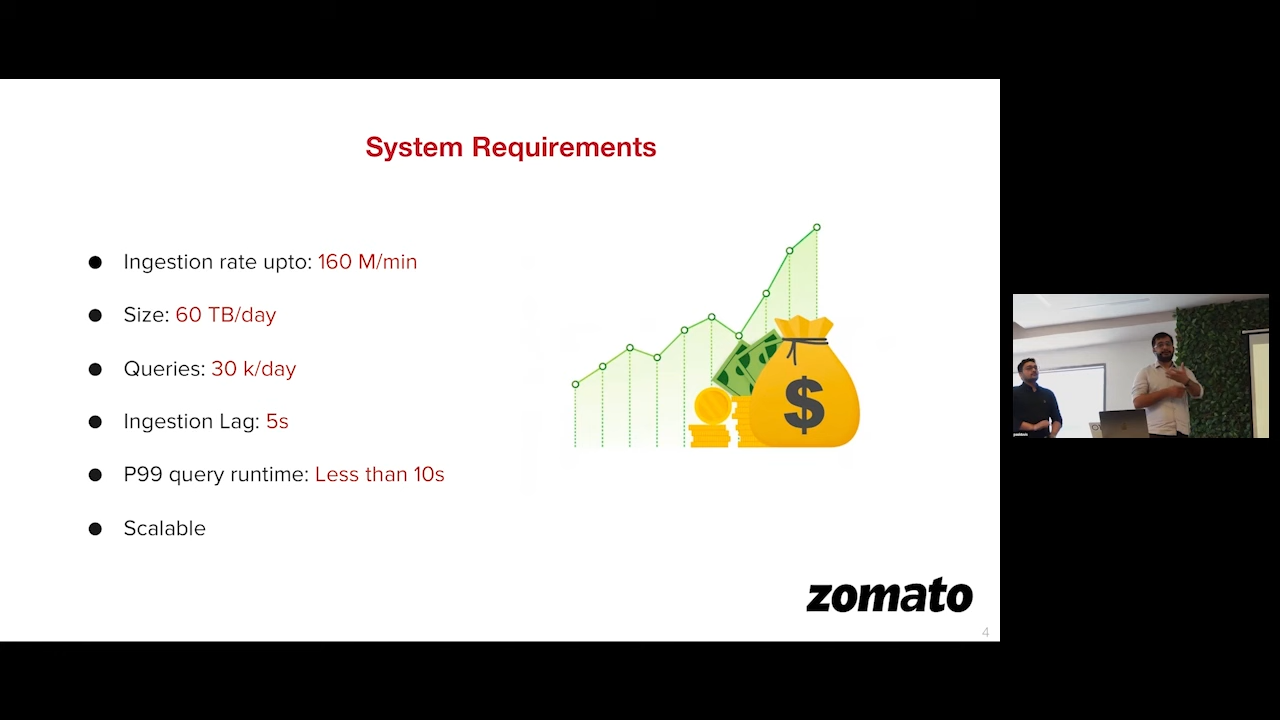 System Requirements
● Ingestion rate upto: 160 M/min
● Size: 60 TB/day
● Queries: 30 k/day
● Ingestion Lag: 5s
● P99 query runtime: Less than 10s
● Scalable
$
zomato
4